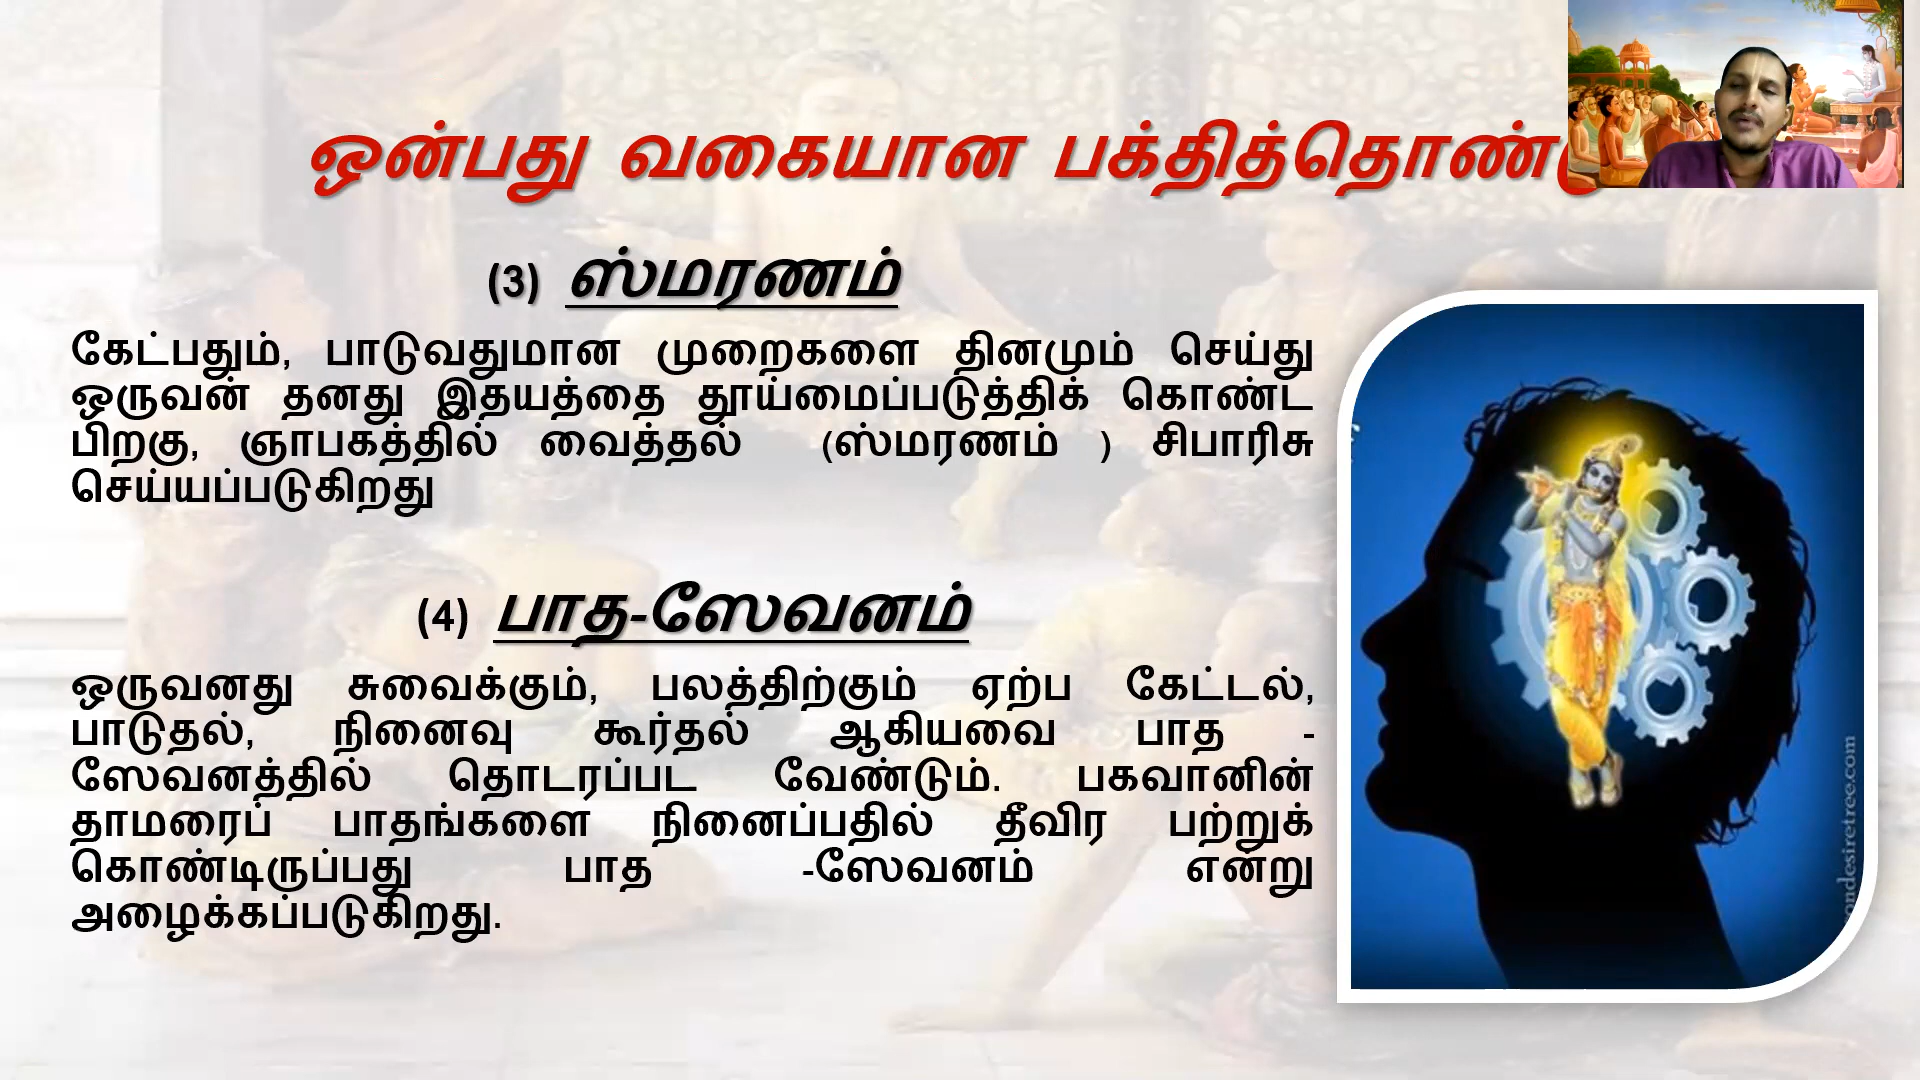 ஒன்பது வகையான
(3) ஸ்மரணம்
கேட்பதும், பாடுவதுமான முறைகளை தினமும் செய்து
ஒருவன் தனது இதயத்தை தூய்மைப்படுத்திக் கொண்ட
பிறகு, ஞாபகத்தில் வைத்தல் (ஸ்மரணம் ) சிபாரிசு
செய்யப்படுகிறது
(4) பாத-ஸேவனம்
ஒருவனது சுவைக்கும், பலத்திற்கும் ஏற்ப கேட்டல்,
பாடுதல், நினைவு கூர்தல் ஆகியவை பாத -
ஸேவனத்தில் தொடரப்பட வேண்டும். பகவானின்
தாமரைப் பாதங்களை நினைப்பதில் தீவிர பற்றுக்
கொண்டிருப்பது பாத -ஸேவனம் என்று
அழைக்கப்படுகிறது.